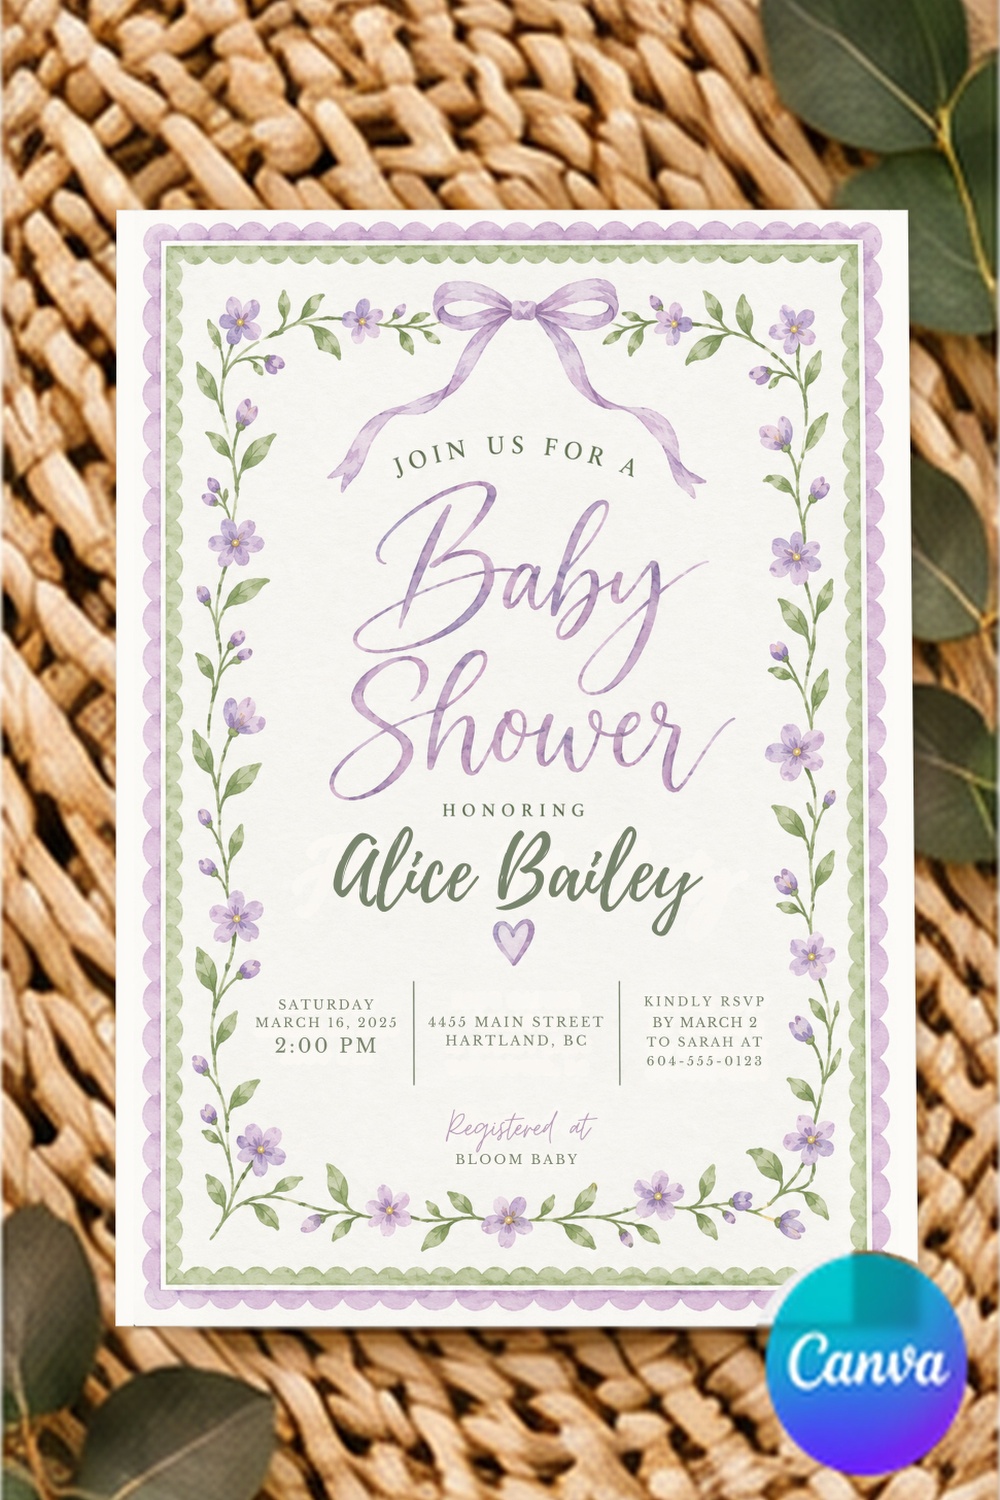 JOIN US FOR A
Baby
Shower
HONORING
Alice Bailey
SATURDAY
MARCH 16, 2025
2:00 PM
4455 MAIN STREET
HARTLAND, BC
KINDLY RSVP
BY MARCH 2
TO SARAH AT
604-555-0123
Registered at
BLOOM BABY
Canva